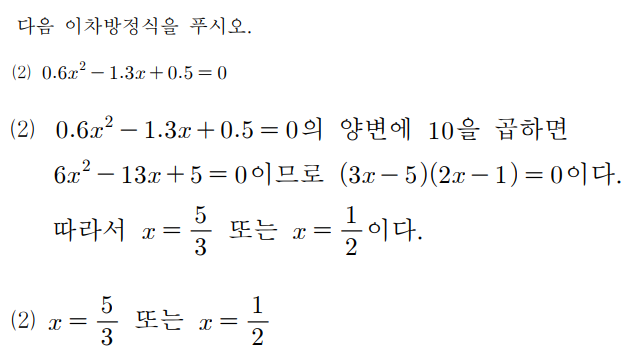 다음 이차방정식을 푸시오.
(2) 0.6x² − 1.3x + 0.5 = 0
(2) 0.6x² − 1.3x + 0.5 = 0의 양변에 10을 곱하면
6x² − 13x + 5 = 0이므로 (3x − 5)(2x − 1) = 0이다.
따라서 x = 5/3 또는 x = 1/2이다.
(2) x = 5/3 또는 x = 1/2